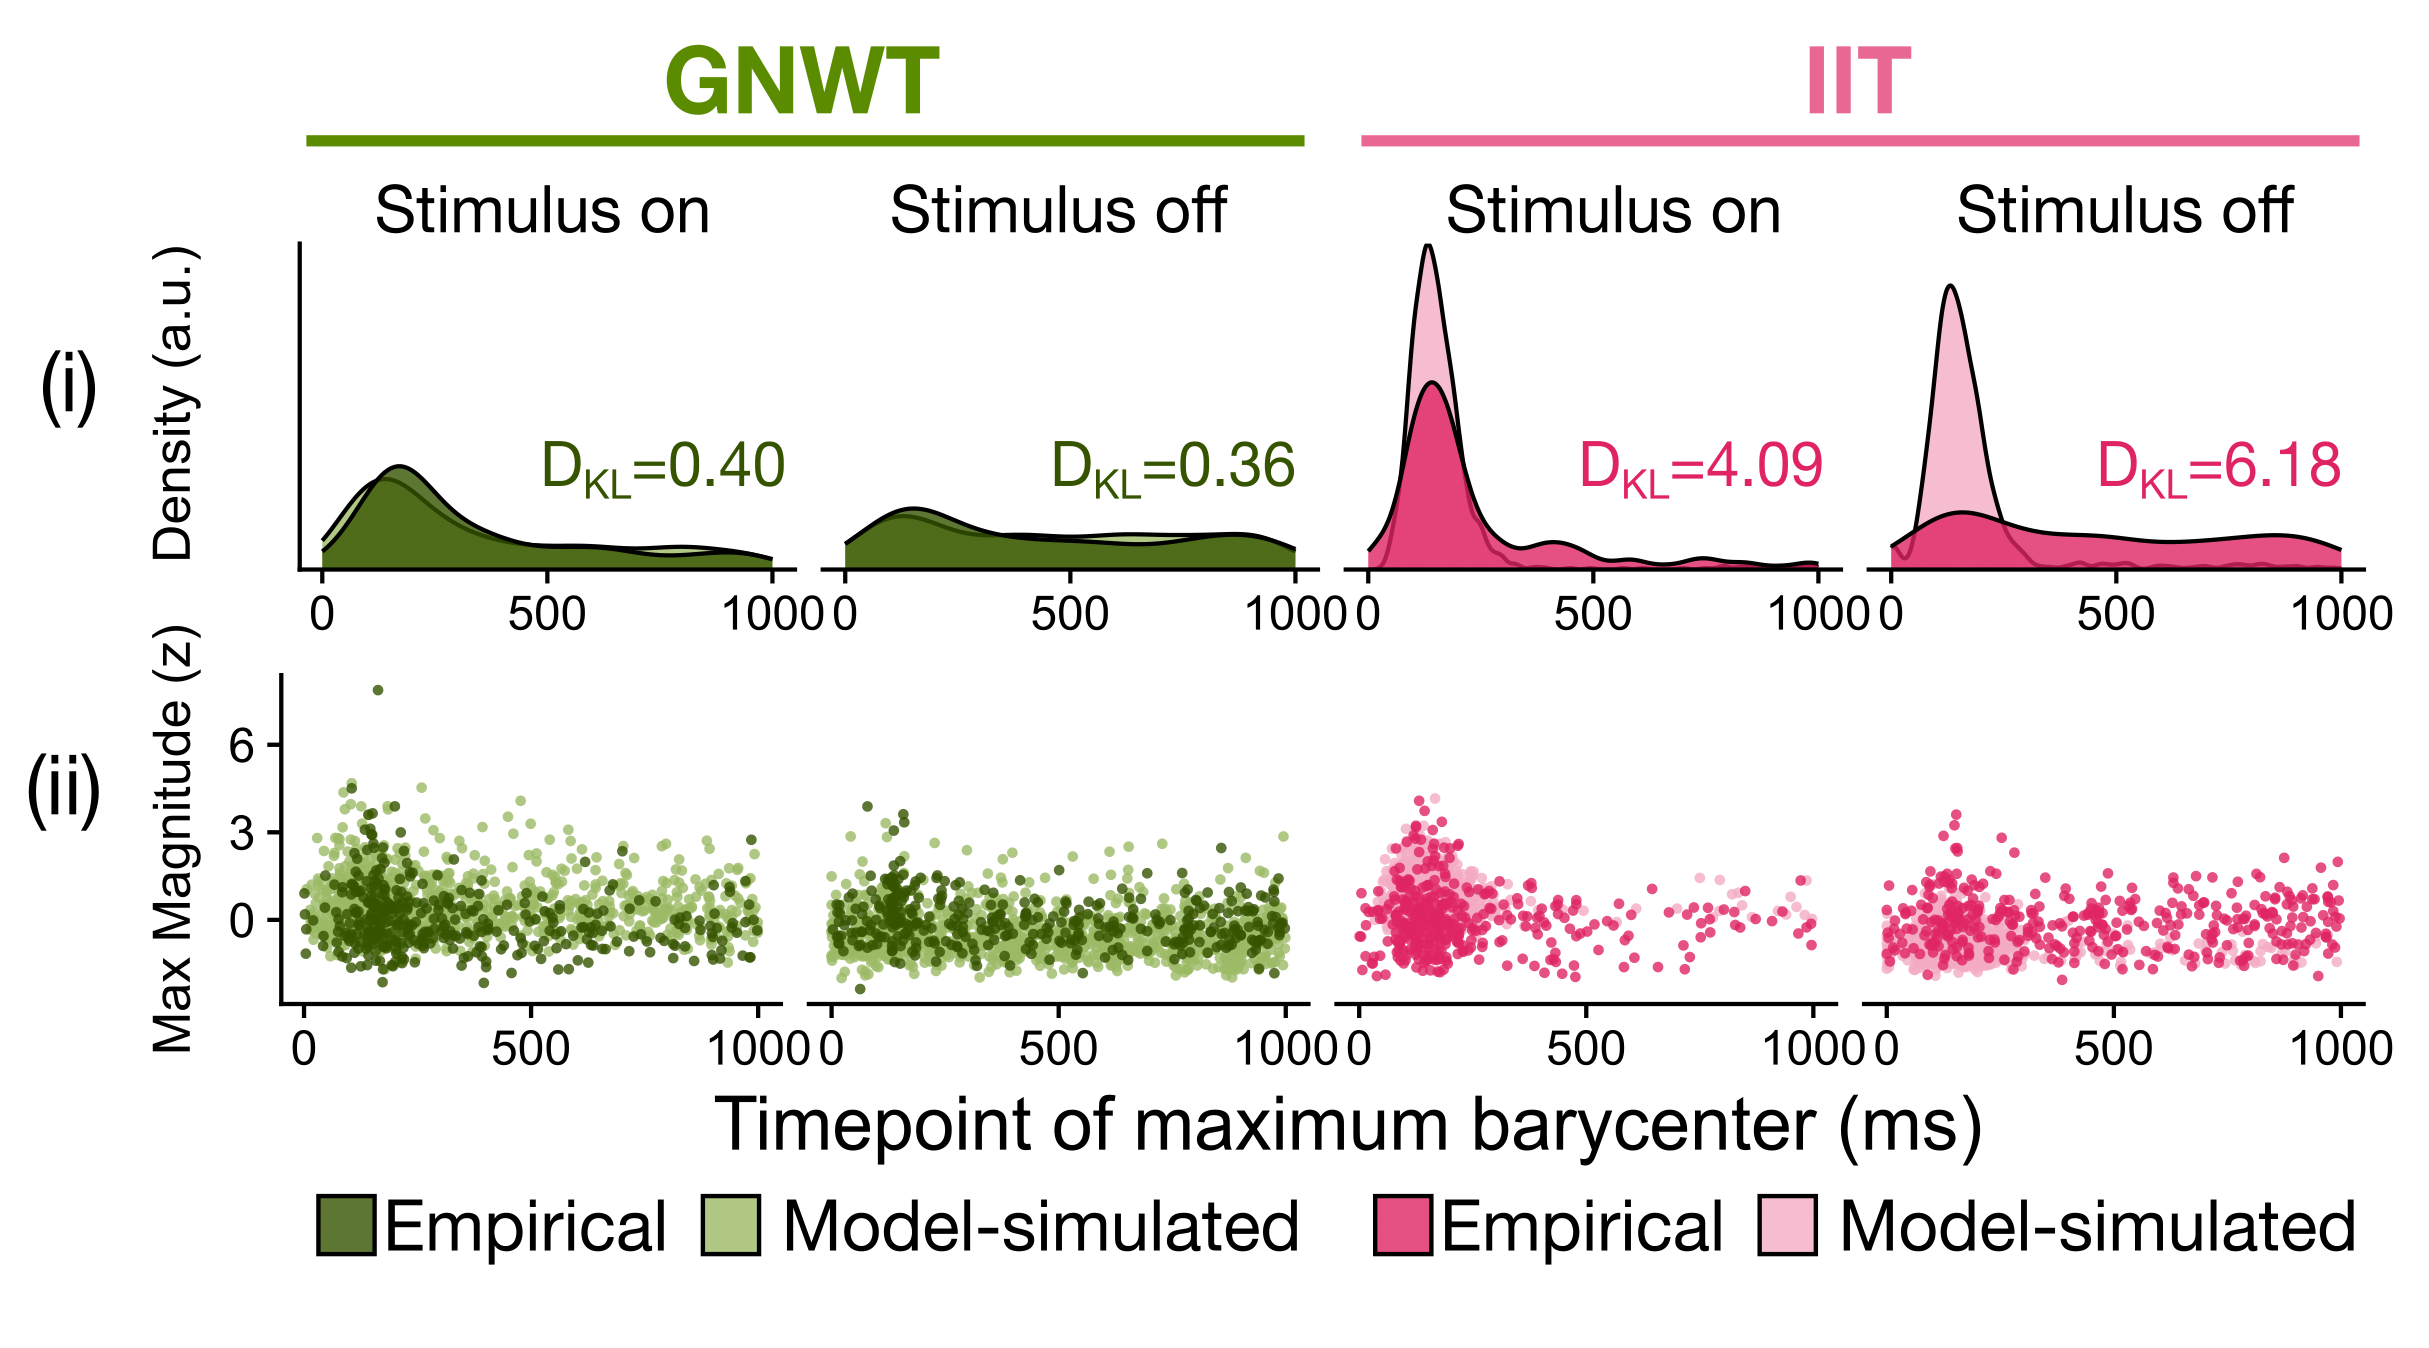 GNWT
IIT
Stimulus on
Stimulus off
Stimulus on
Stimulus off
(i)
Density (a.u.)
DKL=0.40
DKL=0.36
DKL=4.09
DKL=6.18
0 500 1000
0 500 1000
0 500 1000
0 500 1000
(ii)
Max Magnitude (z)
6
3
0
0 500 1000
0 500 1000
0 500 1000
0 500 1000
Timepoint of maximum barycenter (ms)
Empirical
Model-simulated
Empirical
Model-simulated